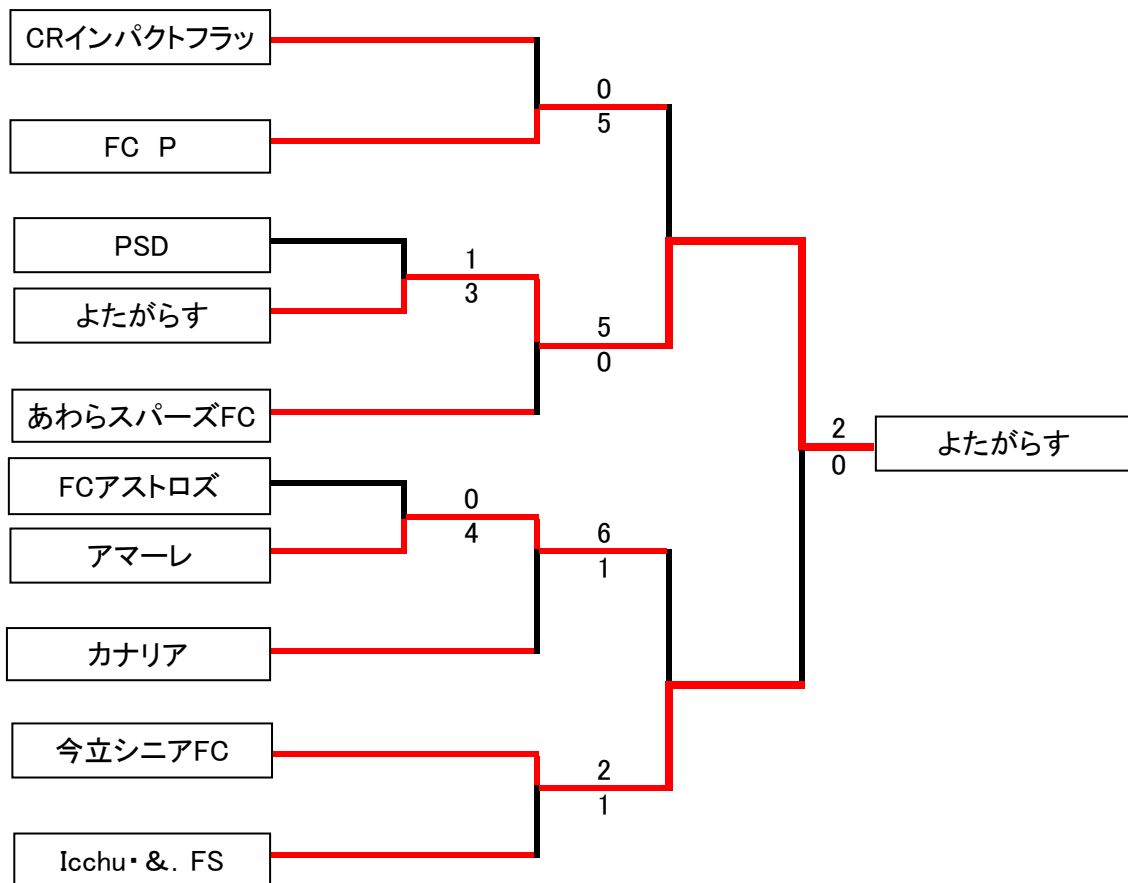 CRインパクトフラッ
0
5
FC P
PSD
1
3
よたがらす
5
0
あわらスパーズFC
2
0
よたがらす
FCアストロズ
0
4
アマーレ
6
1
カナリア
今立シニアFC
2
1
Icchu・&. FS